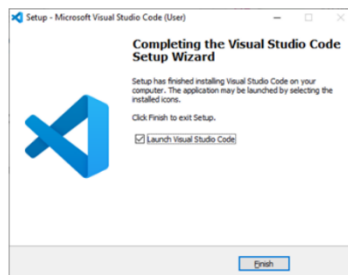 Setup - Microsoft Visual Studio Code (User)
Completing the Visual Studio Code
Setup Wizard
Setup has finished installing Visual Studio Code on your
computer. The application may be launched by selecting the
installed icons.
Click Finish to exit Setup.
Launch Visual Studio Code
Finish